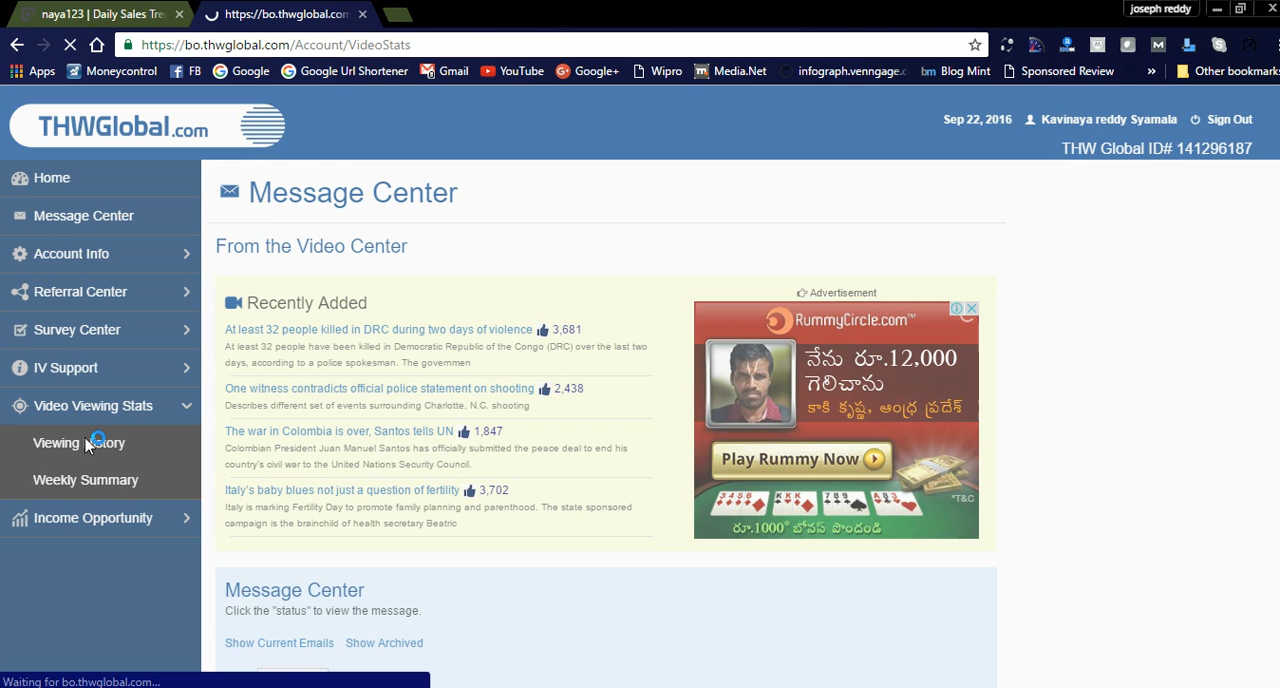 joseph reddy
naya123 | Daily Sales Tre
https://bo.thwglobal.com
https://bo.thwglobal.com/Account/VideoStats
Apps Moneycontrol FB Google Google Url Shortener Gmail YouTube Google+ Wipro Media.Net infograph.venngage.c Blog Mint Sponsored Review » Other bookmarks
THWGlobal.com
Sep 22, 2016 Kavinaya reddy Syamala Sign Out
THW Global ID# 141296187
Home
Message Center
Account Info
Referral Center
Survey Center
IV Support
Video Viewing Stats
Viewing History
Weekly Summary
Income Opportunity
Message Center
From the Video Center
Recently Added
At least 32 people killed in DRC during two days of violence 3,681
At least 32 people have been killed in Democratic Republic of the Congo (DRC) over the last two
days, according to a police spokesman. The governmen
One witness contradicts official police statement on shooting 2,438
Describes different set of events surrounding Charlotte, N.C. shooting
The war in Colombia is over, Santos tells UN 1,847
Colombian President Juan Manuel Santos has officially submitted the peace deal to end his
country's civil war to the United Nations Security Council.
Italy's baby blues not just a question of fertility 3,702
Italy is marking Fertility Day to promote family planning and parenthood. The state sponsored
campaign is the brainchild of health secretary Beatric
Advertisement
RummyCircle.com™
నేను రూ.12,000
గెలిచాను
కాకి కృష్ణ, ఆంధ్ర ప్రదేశ్
Play Rummy Now
*T&C
రూ.1000* బోనస్ పొందండి
Message Center
Click the "status" to view the message.
Show Current Emails Show Archived
Waiting for bo.thwglobal.com...